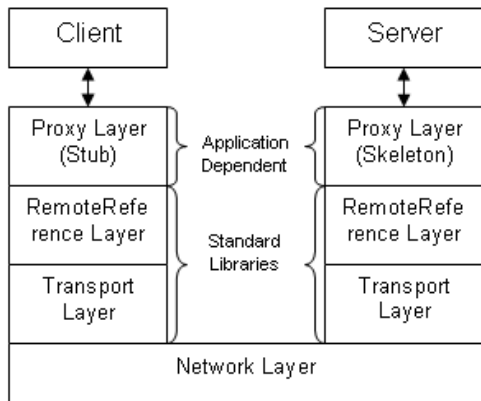 Client
Server
Proxy Layer
(Stub)
Application
Dependent
Proxy Layer
(Skeleton)
RemoteRefe
rence Layer
Standard
Libraries
RemoteRefe
rence Layer
Transport
Layer
Transport
Layer
Network Layer